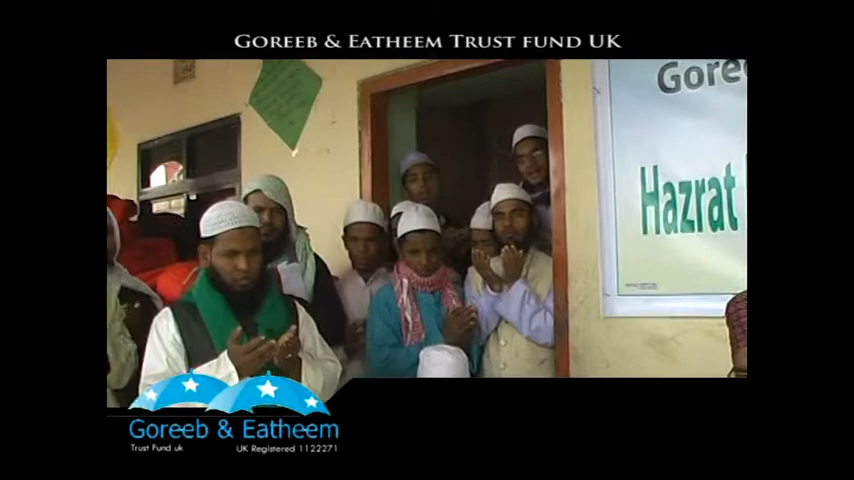 GOREEB & EATHEEM TRUST FUND UK
Goree
Hazrat
Goreeb & Eatheem
Trust Fund uk
UK Registered 1122271